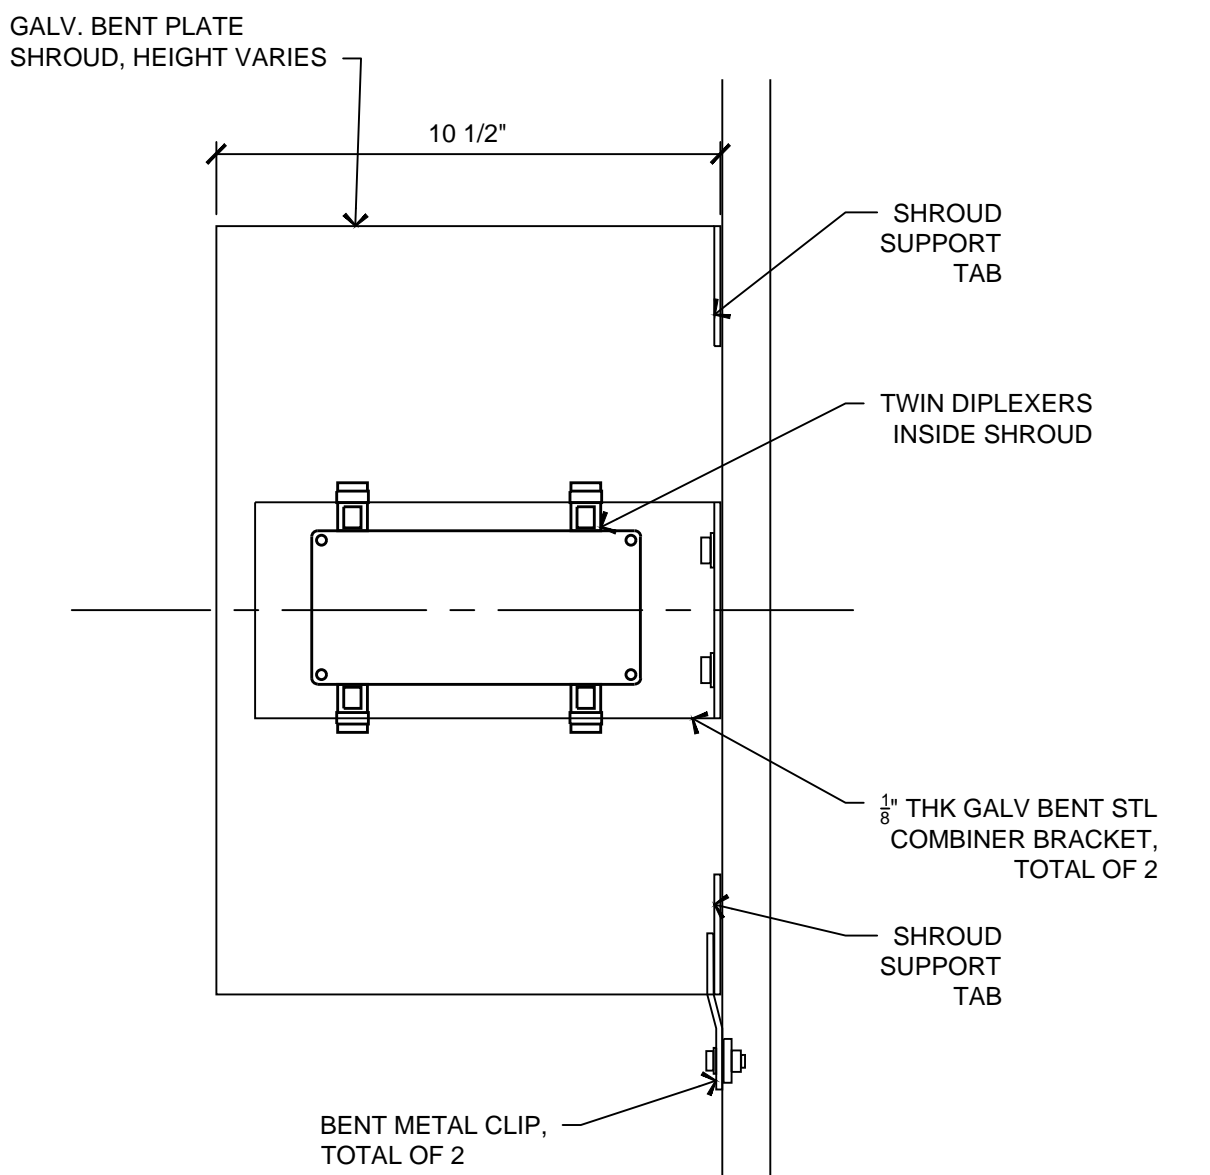 GALV. BENT PLATE
SHROUD, HEIGHT VARIES
10 1/2"
SHROUD
SUPPORT
TAB
TWIN DIPLEXERS
INSIDE SHROUD
1/8" THK GALV BENT STL
COMBINER BRACKET,
TOTAL OF 2
SHROUD
SUPPORT
TAB
BENT METAL CLIP,
TOTAL OF 2